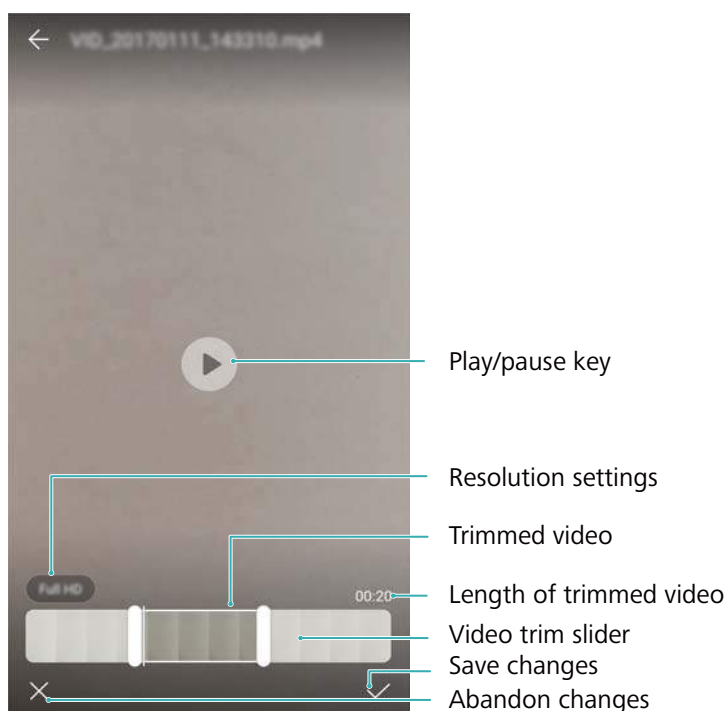 VID_20170111_143310.mp4
Play/pause key
Resolution settings
Trimmed video
Full HD
00:20
Length of trimmed video
Video trim slider
Save changes
Abandon changes